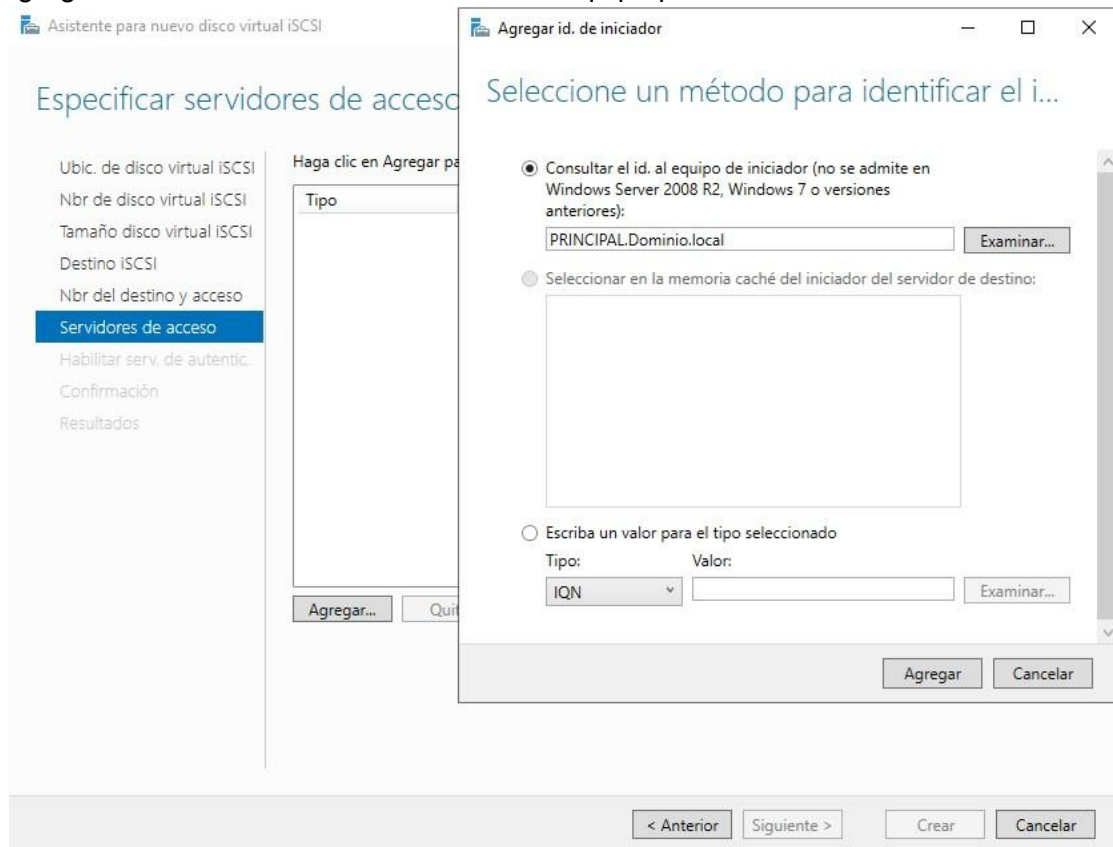 Asistente para nuevo disco virtual iSCSI
Especificar servidores de acceso
Ubic. de disco virtual iSCSI
Nbr de disco virtual iSCSI
Tamaño disco virtual iSCSI
Destino iSCSI
Nbr del destino y acceso
Servidores de acceso
Habilitar serv. de autentic.
Confirmación
Resultados
Haga clic en Agregar
Tipo
Agregar...
Agregar id. de iniciador
Seleccione un método para identificar el i...
Consultar el id. al equipo de iniciador (no se admite en
Windows Server 2008 R2, Windows 7 o versiones
anteriores):
PRINCIPAL.Dominio.local
Examinar...
Seleccionar en la memoria caché del iniciador del servidor de destino:
Escriba un valor para el tipo seleccionado
Tipo: Valor:
IQN
Examinar...
Agregar Cancelar
< Anterior Siguiente > Crear Cancelar